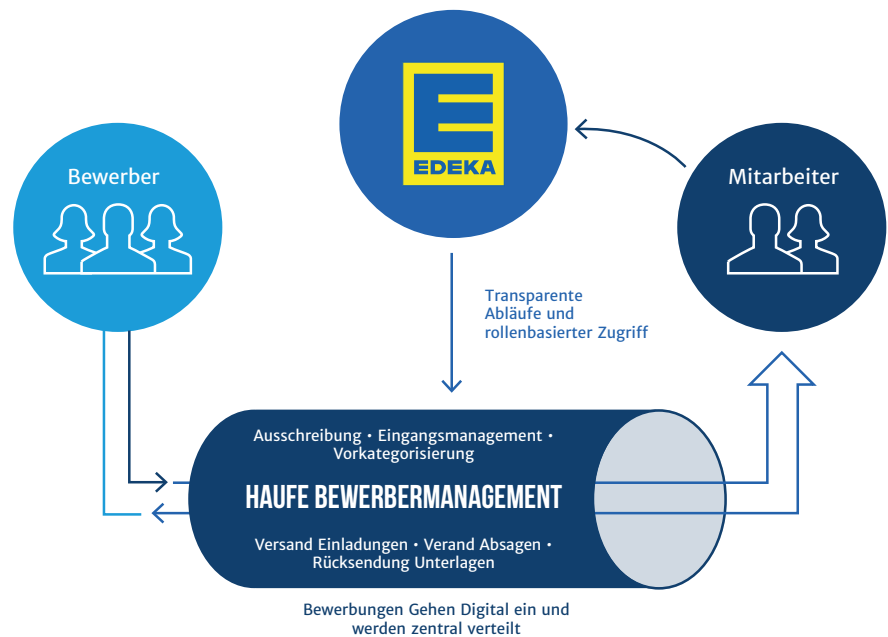 EDEKA
Bewerber
Mitarbeiter
Transparente
Abläufe und
rollenbasierter Zugriff
Ausschreibung • Eingangsmanagement •
Vorkategorisierung
HAUFE BEWERBERMANAGEMENT
Versand Einladungen • Verand Absagen •
Rücksendung Unterlagen
Bewerbungen Gehen Digital ein und
werden zentral verteilt